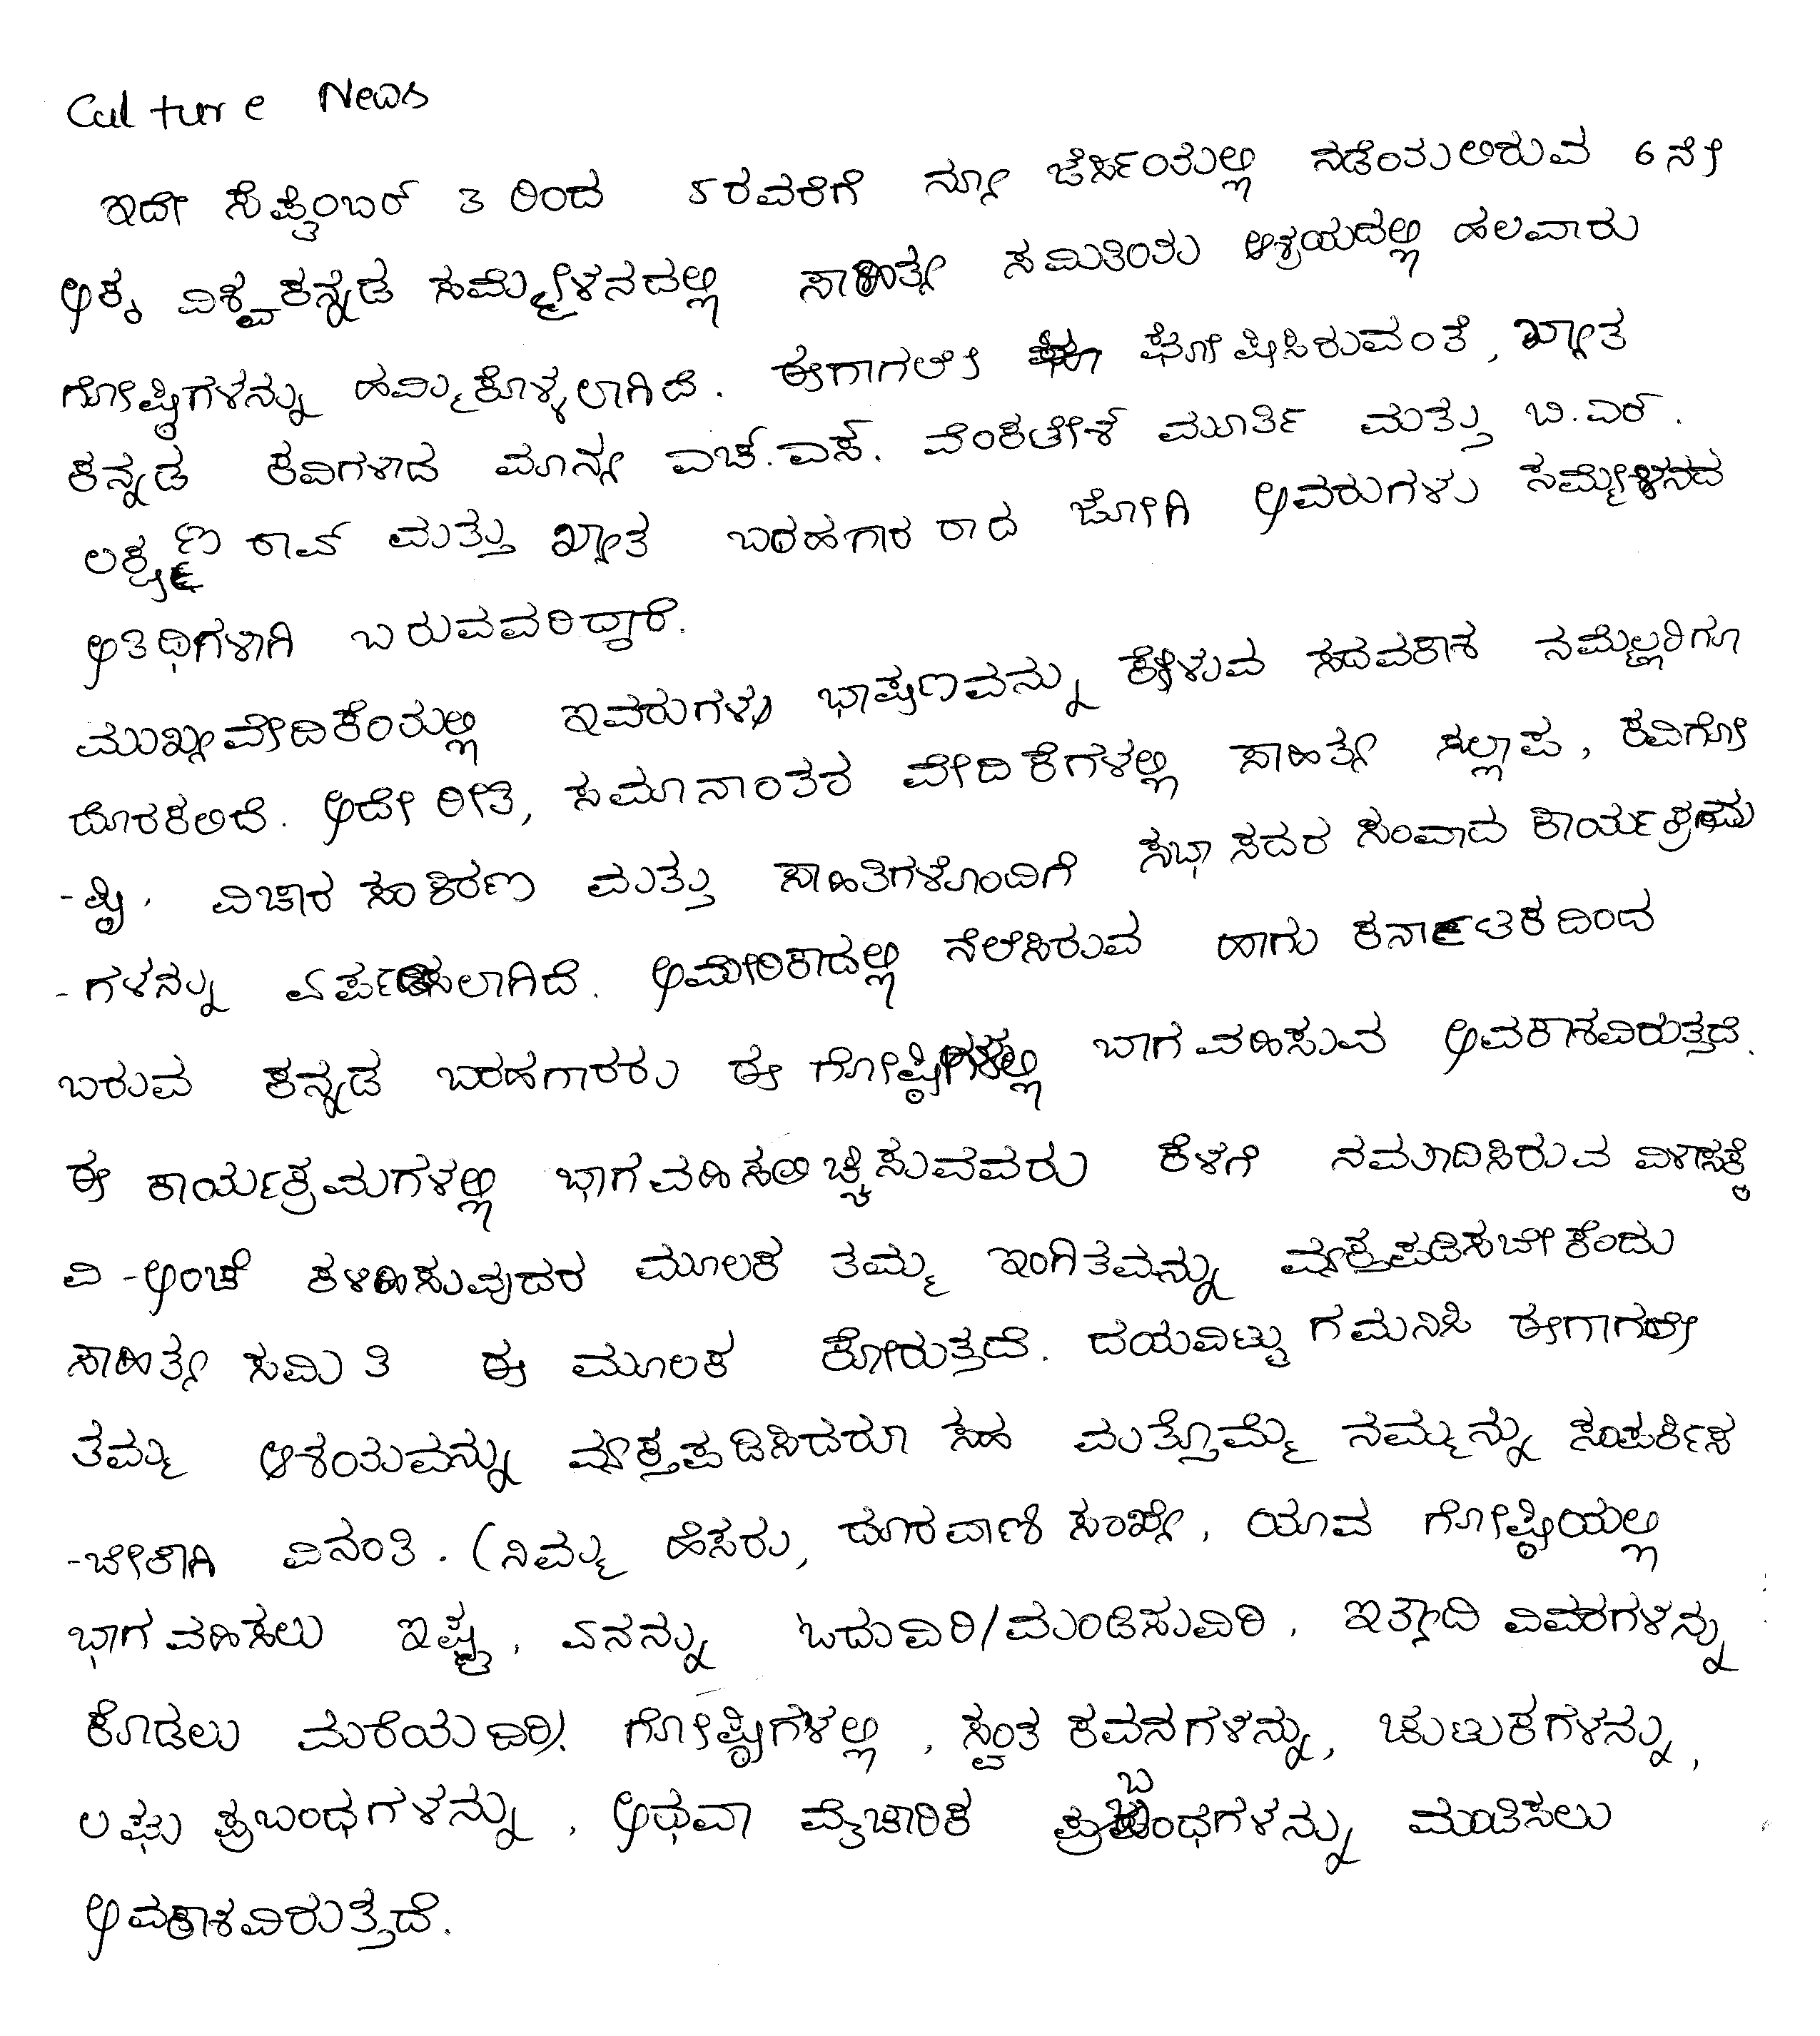 Culture News
ಇದೇ ಸೆಪ್ಟೆಂಬರ್ 3 ರಿಂದ 5ರವರೆಗೆ ನ್ಯೂ ಜೆರ್ಸಿಯಲ್ಲಿ ನಡೆಯಲಿರುವ 6ನೇ
ಅಕ್ಕ ವಿಶ್ವಕನ್ನಡ ಸಮ್ಮೇಳನದಲ್ಲಿ ಸಾಹಿತ್ಯ ಸಮಿತಿಯ ಆಶ್ರಯದಲ್ಲಿ ಹಲವಾರು
ಗೋಷ್ಠಿಗಳನ್ನು ಹಮ್ಮಿಕೊಳ್ಳಲಾಗಿದೆ. ಈಗಾಗಲೇ ಘೋಷಿಸಿರುವಂತೆ, ಖ್ಯಾತ
ಕನ್ನಡ ಕವಿಗಳಾದ ಮಾನ್ಯ ಎಚ್.ಎಸ್. ವೆಂಕಟೇಶ್ ಮೂರ್ತಿ ಮತ್ತು ಬಿ.ಎರ್.
ಲಕ್ಷ್ಮಣ ರಾವ್ ಮತ್ತು ಖ್ಯಾತ ಬರಹಗಾರರಾದ ಜೋಗಿ ಅವರುಗಳು ಸಮ್ಮೇಳನದ
ಅತಿಥಿಗಳಾಗಿ ಬರುವವರಿದ್ದಾರೆ.
ಮುಖ್ಯವೇದಿಕೆಯಲ್ಲಿ ಇವರುಗಳ ಭಾಷಣವನ್ನು ಕೇಳುವ ಸದವಕಾಶ ನಮ್ಮೆಲ್ಲರಿಗೂ
ದೊರಕಲಿದೆ. ಅದೇ ರೀತಿ, ಸಮಾನಾಂತರ ವೇದಿಕೆಗಳಲ್ಲಿ ಸಾಹಿತ್ಯ ಸಲ್ಲಾಪ, ಕವಿಗೋ
-ಷ್ಠಿ, ವಿಚಾರ ಸಂಕಿರಣ ಮತ್ತು ಸಾಹಿತಿಗಳೊಂದಿಗೆ ಸಭಾಸದರ ಸಂವಾದ ಕಾರ್ಯಕ್ರಮ
-ಗಳನ್ನು ಏರ್ಪಡಿಸಲಾಗಿದೆ. ಅಮೇರಿಕಾದಲ್ಲಿ ನೆಲೆಸಿರುವ ಹಾಗು ಕರ್ನಾಟಕದಿಂದ
ಬರುವ ಕನ್ನಡ ಬರಹಗಾರರು ಈ ಗೋಷ್ಠಿಗಳಲ್ಲಿ ಬಾಗವಹಿಸುವ ಅವಕಾಶವಿರುತ್ತದೆ.
ಈ ಕಾರ್ಯಕ್ರಮಗಳಲ್ಲಿ ಭಾಗವಹಿಸಲಿಚ್ಛಿಸುವವರು ಕೆಳಗೆ ನಮೂದಿಸಿರುವ ವಿಳಾಸಕ್ಕೆ
ವಿ-ಅಂಚೆ ಕಳಿಹಿಸುವುದರ ಮೂಲಕ ತಮ್ಮ ಇಂಗಿತವನ್ನು ವ್ಯಕ್ತಪಡಿಸಬೇಕೆಂದು
ಸಾಹಿತ್ಯ ಸಮಿತಿ ಈ ಮೂಲಕ ಕೋರುತ್ತದೆ. ದಯವಿಟ್ಟು ಗಮನಿಸಿ ಈಗಾಗಲೇ
ತಮ್ಮ ಆಶಯವನ್ನು ವ್ಯಕ್ತಪಡಿಸಿದರೂ ಸಹ ಮತ್ತೊಮ್ಮೆ ನಮ್ಮನ್ನು ಸಂಪರ್ಕಿಸ
-ಬೇಕಾಗಿ ವಿನಂತಿ. (ನಿಮ್ಮ ಹೆಸರು, ದೂರವಾಣಿ ಸಂಖ್ಯೇ, ಯಾವ ಗೋಷ್ಠಿಯಲ್ಲಿ
ಭಾಗವಹಿಸಲು ಇಷ್ಟ, ಏನನ್ನು ಓದುವಿರಿ/ಮಂಡಿಸುವಿರಿ, ಇತ್ಯಾದಿ ವಿವರಗಳನ್ನು
ಕೊಡಲು ಮರೆಯದಿರಿ). ಗೋಷ್ಠಿಗಳಲ್ಲಿ, ಸ್ವಂತ ಕವನಗಳನ್ನು, ಚುಟುಕಗಳನ್ನು,
ಲಘು ಪ್ರಬಂಧಗಳನ್ನು, ಅಥವಾ ವೈಚಾರಿಕ ಪ್ರಬಂಧಗಳನ್ನು ಮಂಡಿಸಲು
ಅವಕಾಶವಿರುತ್ತದೆ.